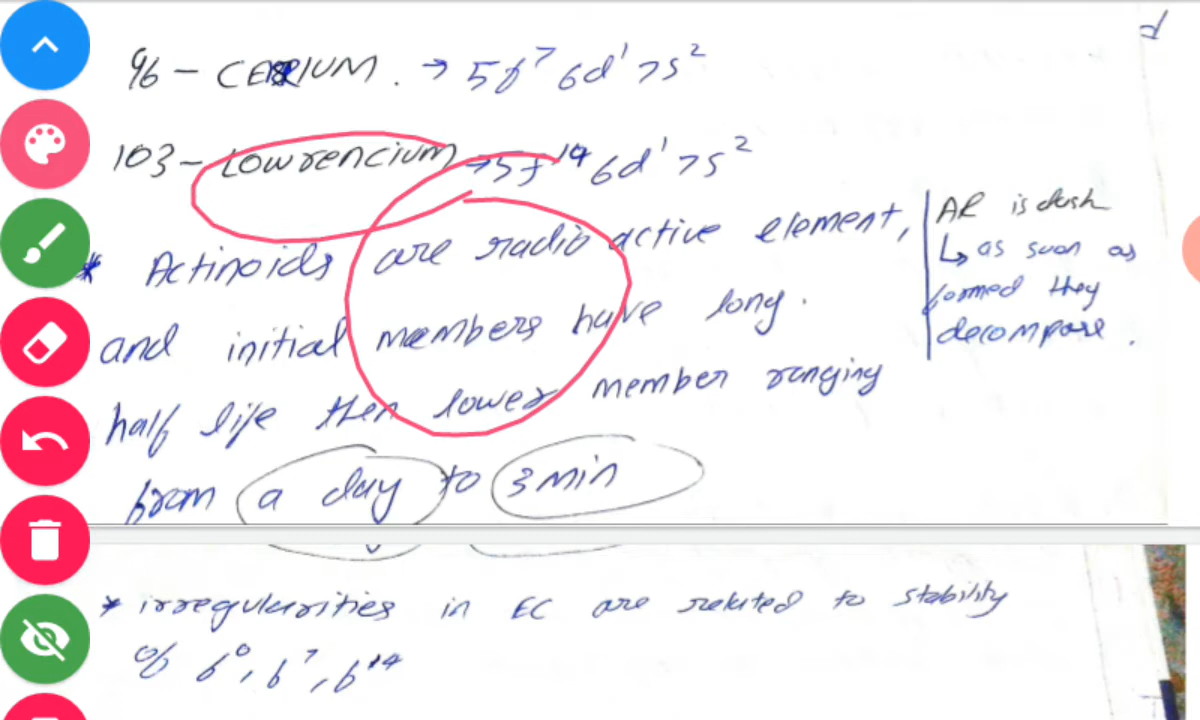 96 - CERIUM. → 5f⁷ 6d¹ 7s²
103 - Lowrencium → 5f¹⁴ 6d¹ 7s²
* Actinoids are radio active element,
and initial members have long.
half life then lower member ranging
from a day to 3 min
AR is
↳ as soon as
formed they
decompose.
* irregularities in EC are related to stability
of f⁰, f⁷, f¹⁴